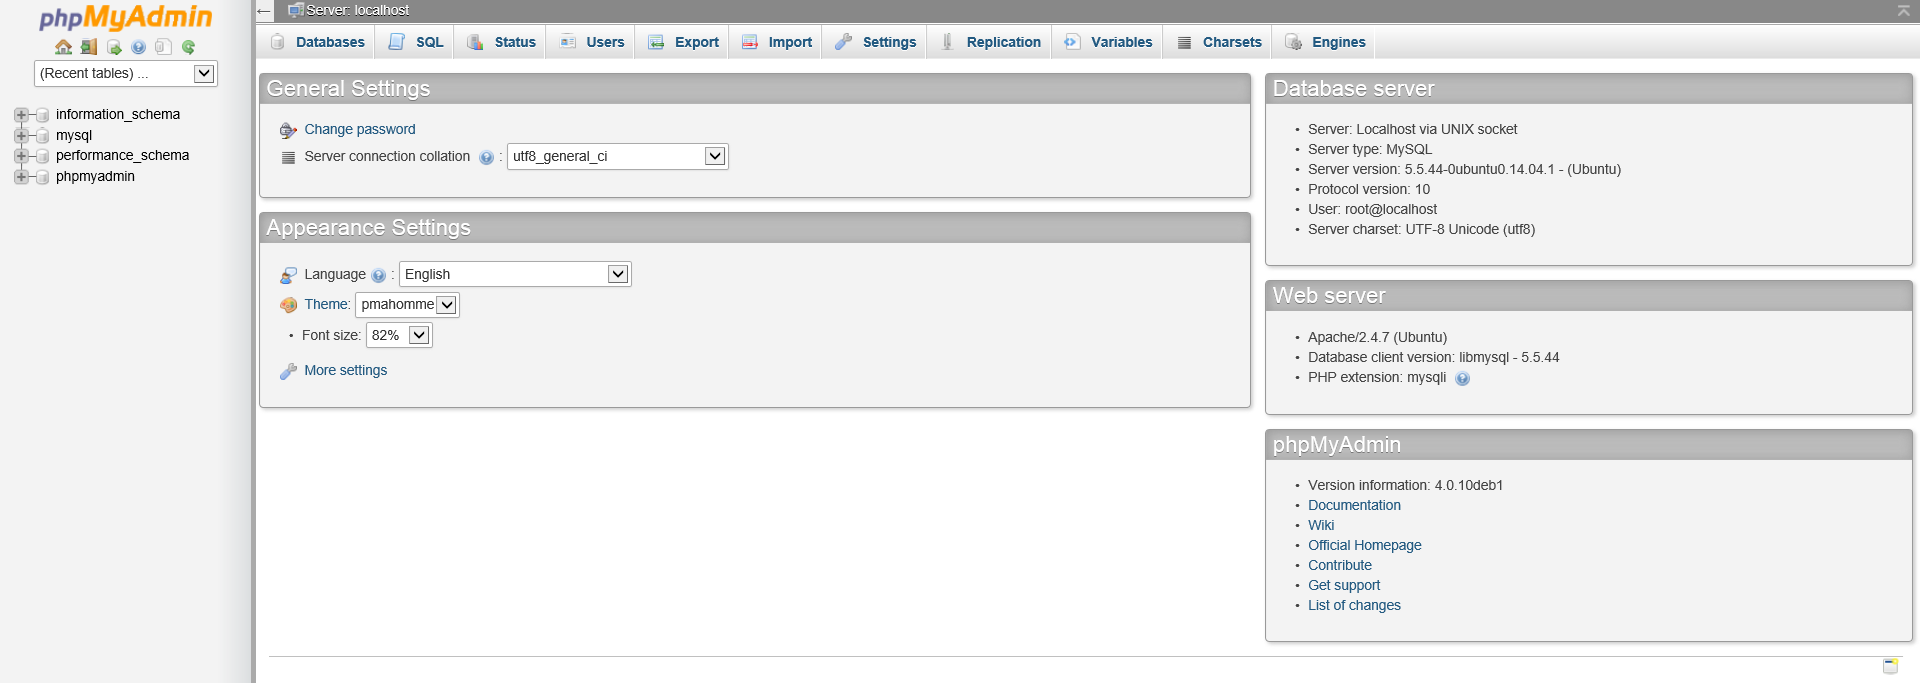 phpMyAdmin
(Recent tables) ...
information_schema
mysql
performance_schema
phpmyadmin
Server: localhost
Databases SQL Status Users Export Import Settings Replication Variables Charsets Engines
General Settings
Change password
Server connection collation : utf8_general_ci
Appearance Settings
Language : English
Theme: pmahomme
• Font size: 82%
More settings
Database server
• Server: Localhost via UNIX socket
• Server type: MySQL
• Server version: 5.5.44-0ubuntu0.14.04.1 - (Ubuntu)
• Protocol version: 10
• User: root@localhost
• Server charset: UTF-8 Unicode (utf8)
Web server
• Apache/2.4.7 (Ubuntu)
• Database client version: libmysql - 5.5.44
• PHP extension: mysqli
phpMyAdmin
• Version information: 4.0.10deb1
• Documentation
• Wiki
• Official Homepage
• Contribute
• Get support
• List of changes